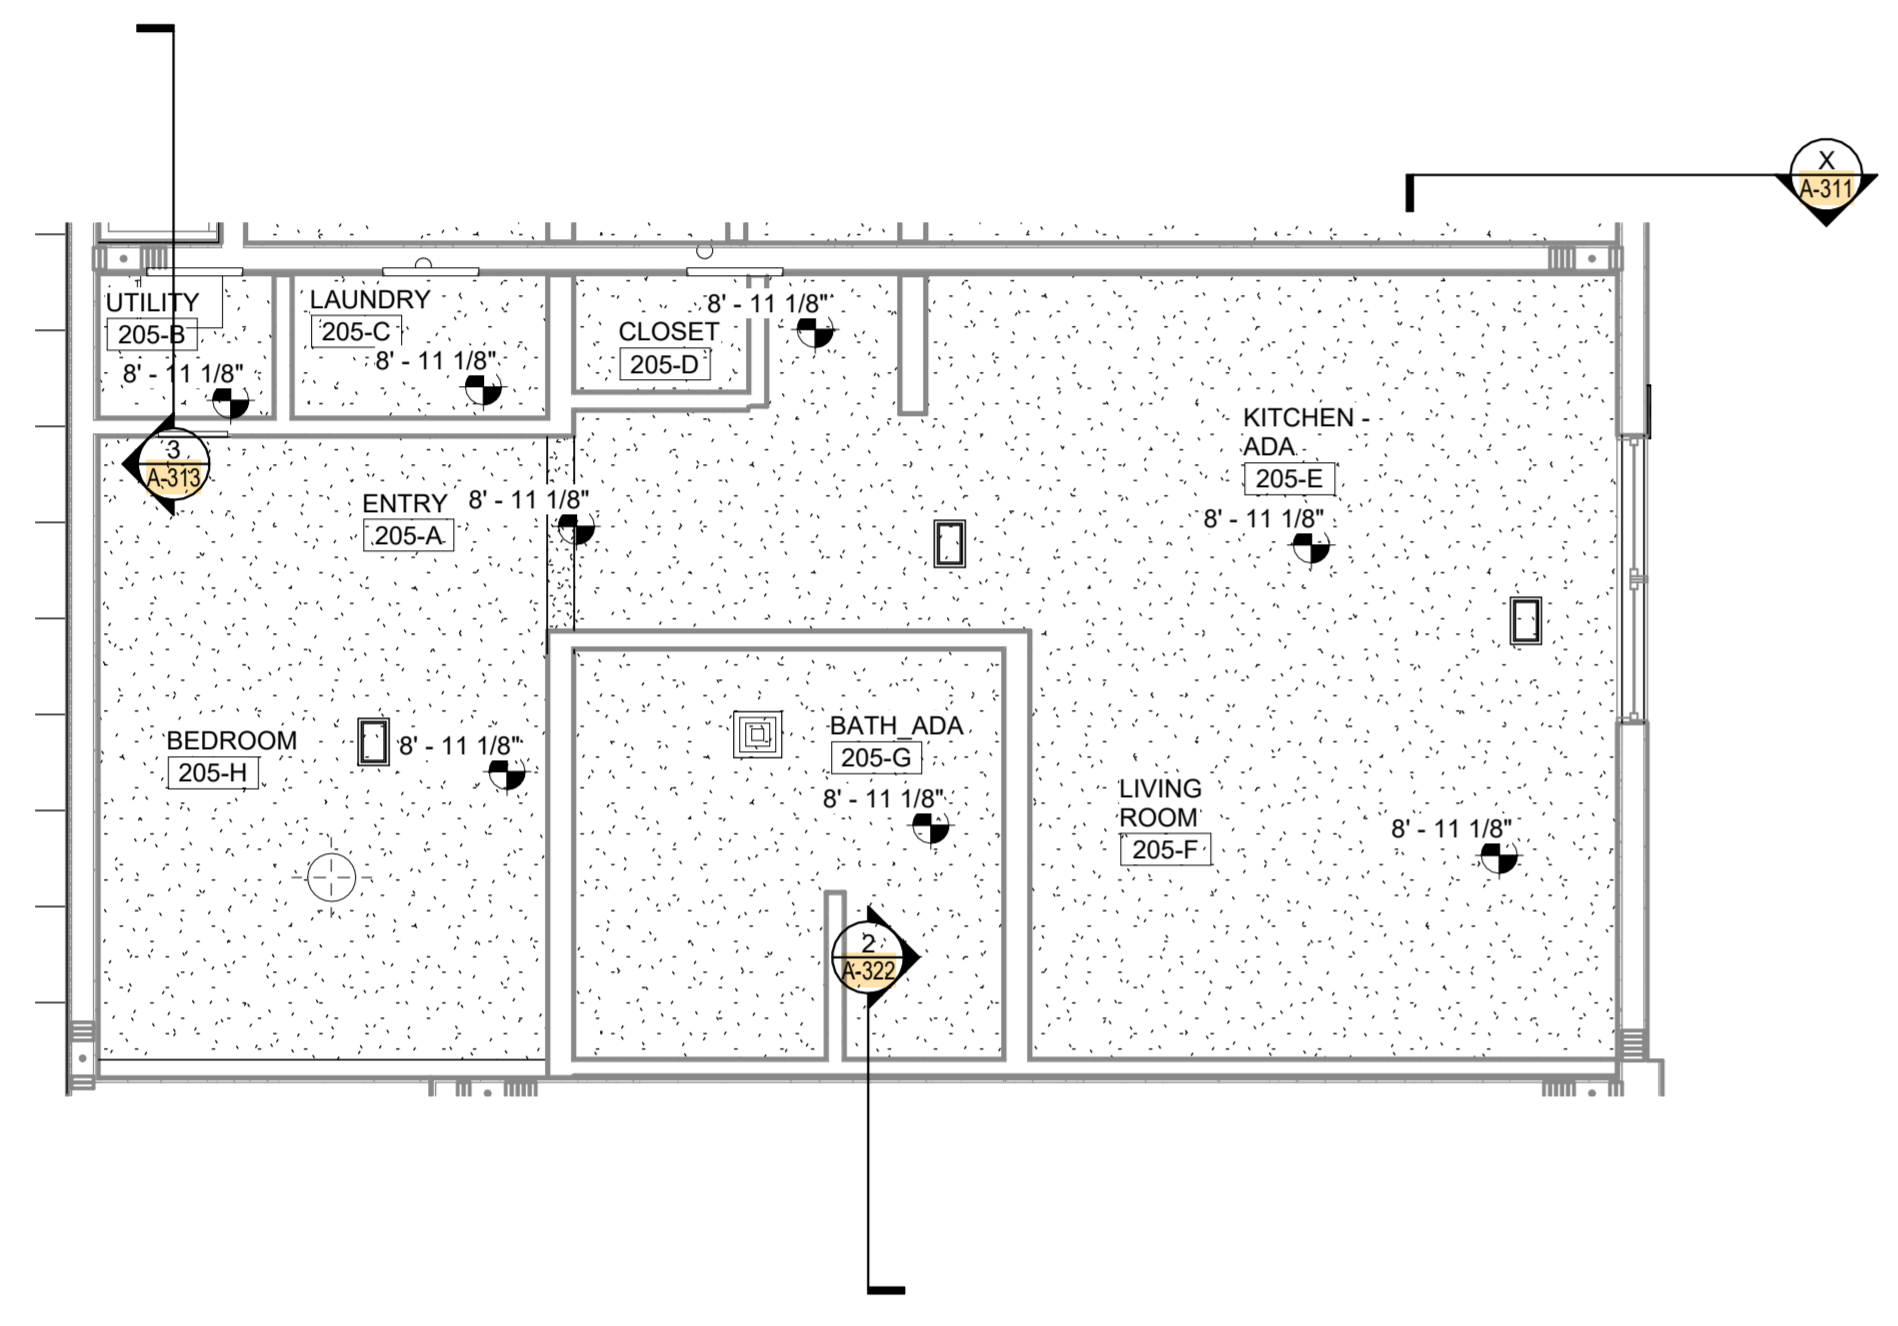 X
A-311
UTILITY
205-B
8' - 11 1/8"
LAUNDRY
205-C
8' - 11 1/8"
CLOSET
205-D
8' - 11 1/8"
3
A-313
ENTRY
205-A
8' - 11 1/8"
KITCHEN -
ADA
205-E
8' - 11 1/8"
BEDROOM
205-H
8' - 11 1/8"
BATH_ADA
205-G
8' - 11 1/8"
LIVING
ROOM
205-F
8' - 11 1/8"
2
A-322